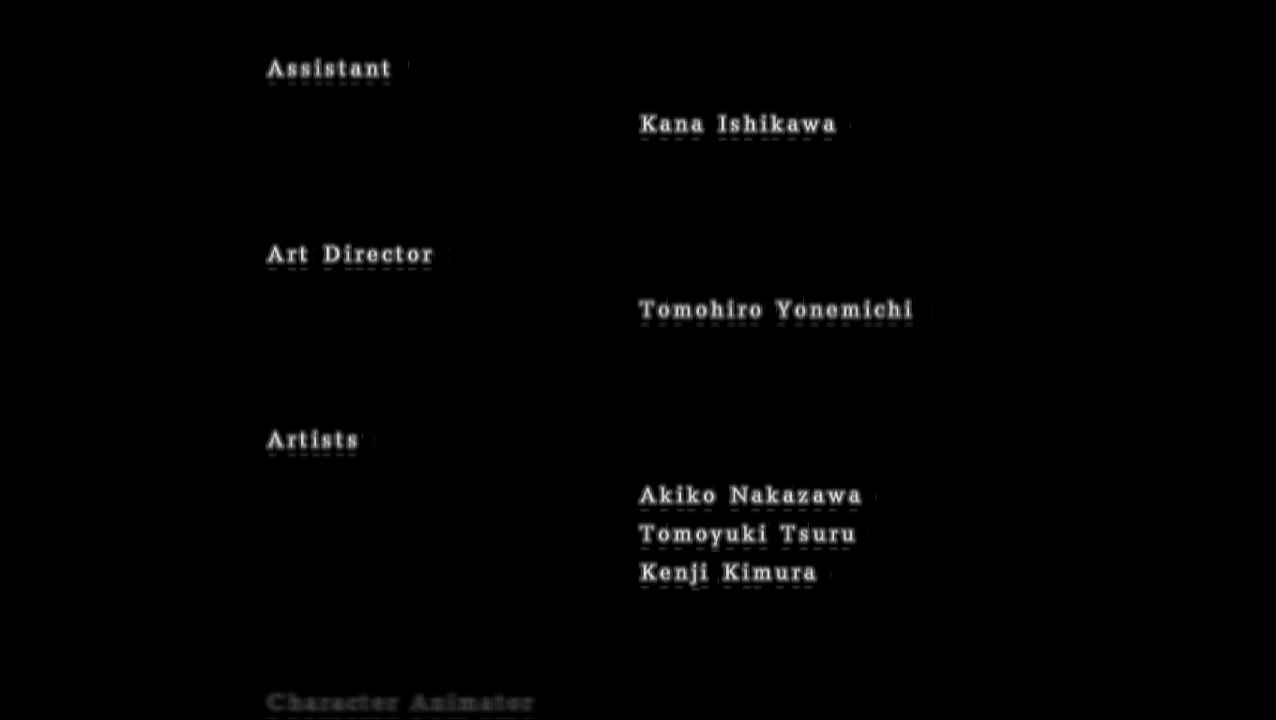 Assistant
Kana Ishikawa
Art Director
Tomohiro Yonemichi
Artists
Akiko Nakazawa
Tomoyuki Tsuru
Kenji Kimura
Character Animator